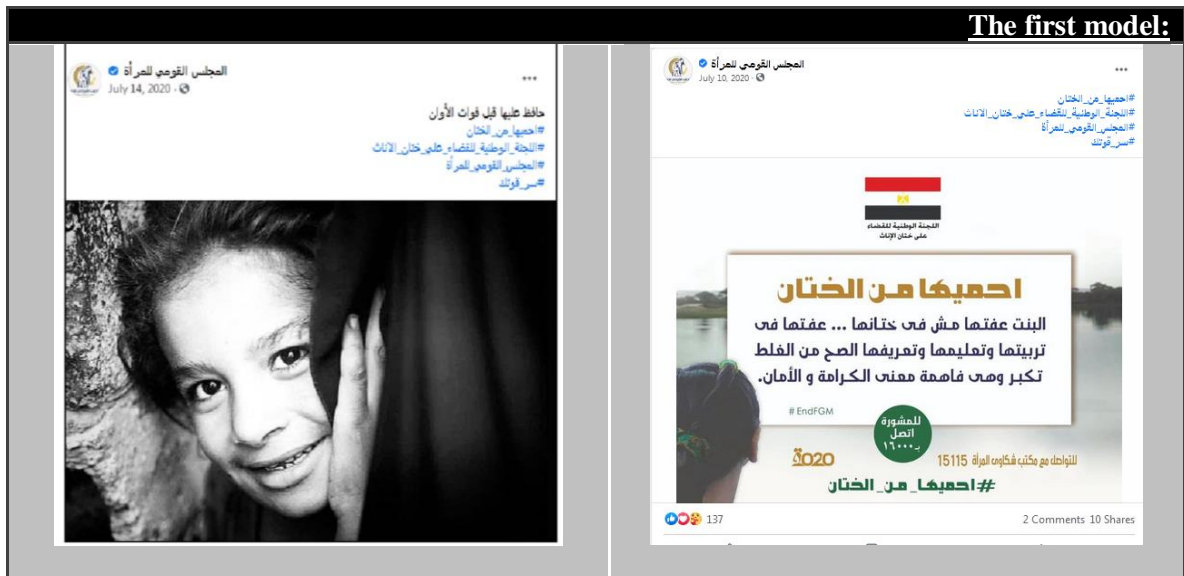 The first model:
المجلس القومي للمرأة
July 14, 2020
حافظ عليها قبل فوات الأوان
#احميها_من_الختان
#اللجنة_الوطنية_للقضاء_على_ختان_الاناث
#المجلس_القومي_للمرأة
#سر_قوتك
المجلس القومي للمرأة
July 10, 2020
#احميها_من_الختان
#اللجنة_الوطنية_للقضاء_على_ختان_الاناث
#المجلس_القومي_للمرأة
#سر_قوتك
اللجنة الوطنية للقضاء
على ختان الإناث
احميها من الختان
البنت عفتها مش فى ختانها ... عفتها فى
تربيتها وتعليمها وتعريفها الصح من الغلط
تكبر وهى فاهمة معنى الكرامة و الأمان.
# EndFGM
للمشورة
اتصل
بـ١٦٠٠٠
2020
للتواصل مع مكتب شكاوى المرأة 15115
#احميها_من_الختان
137
2 Comments 10 Shares